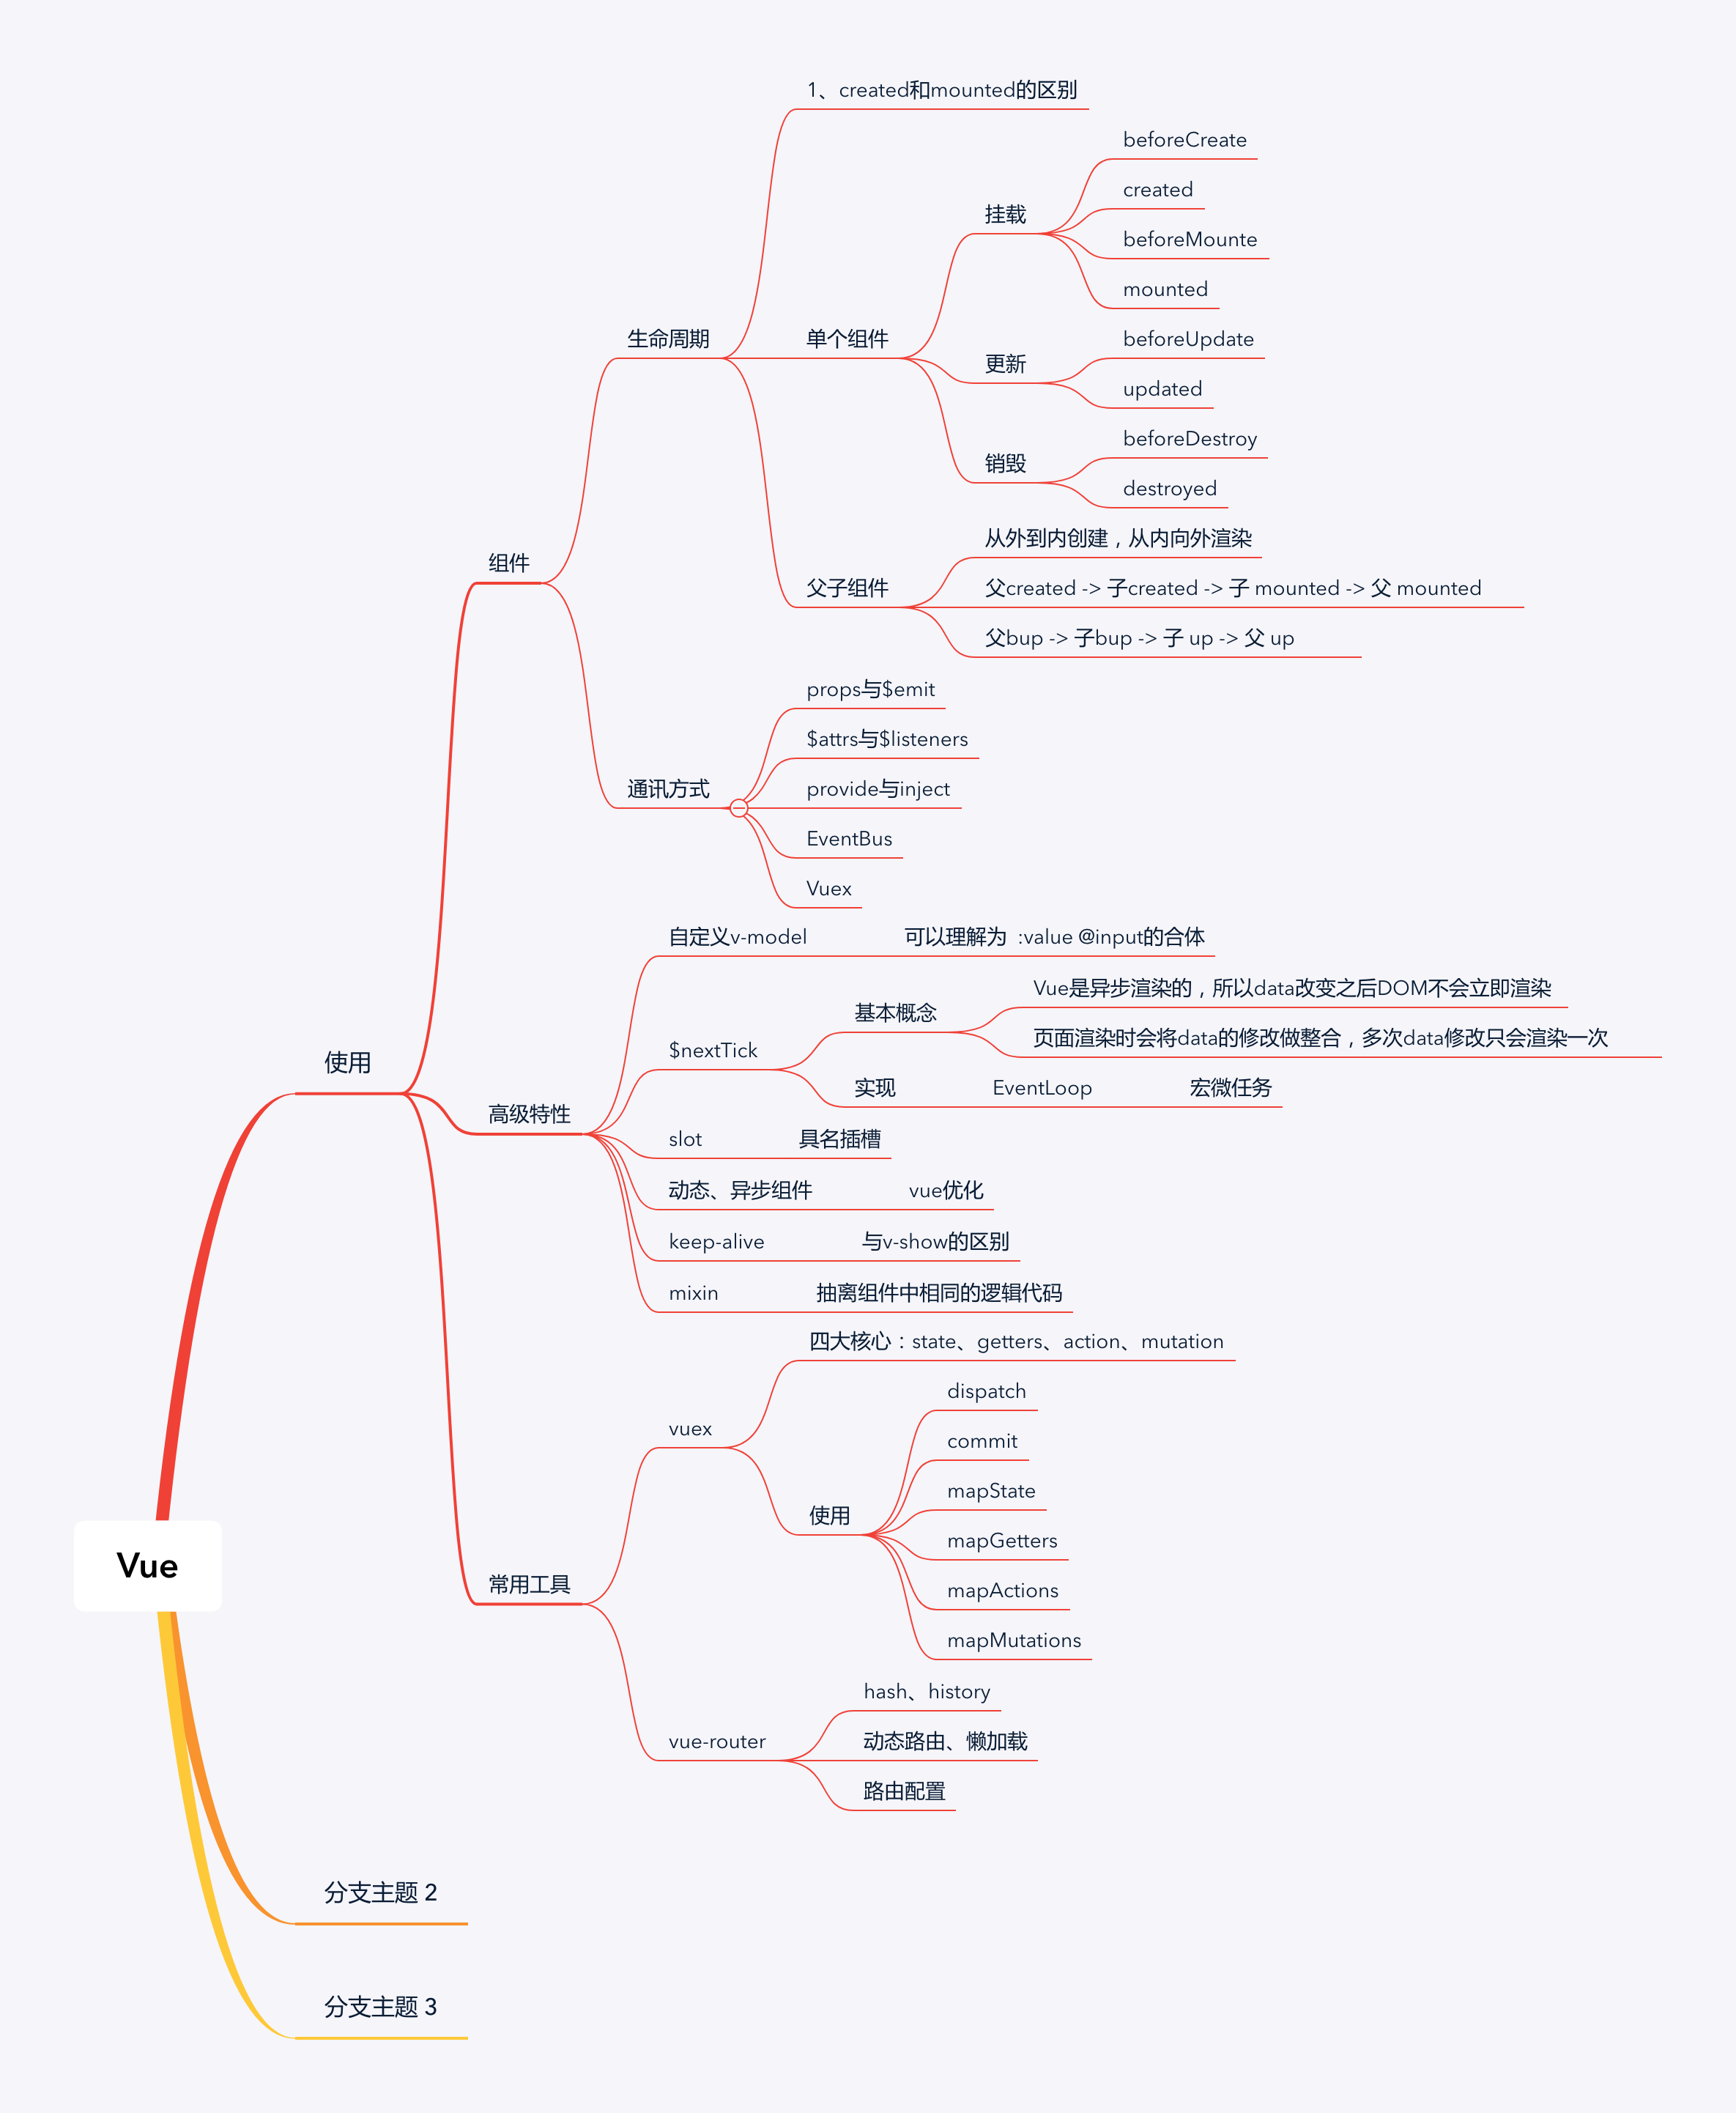 Vue
使用
组件
生命周期
1、created和mounted的区别
单个组件
挂载
beforeCreate
created
beforeMounte
mounted
更新
beforeUpdate
updated
销毁
beforeDestroy
destroyed
父子组件
从外到内创建，从内向外渲染
父created -> 子created -> 子 mounted -> 父 mounted
父bup -> 子bup -> 子 up -> 父 up
通讯方式
props与$emit
$attrs与$listeners
provide与inject
EventBus
Vuex
高级特性
自定义v-model
可以理解为 :value @input的合体
$nextTick
基本概念
Vue是异步渲染的，所以data改变之后DOM不会立即渲染
页面渲染时会将data的修改做整合，多次data修改只会渲染一次
实现
EventLoop
宏微任务
slot
具名插槽
动态、异步组件
vue优化
keep-alive
与v-show的区别
mixin
抽离组件中相同的逻辑代码
常用工具
vuex
四大核心：state、getters、action、mutation
使用
dispatch
commit
mapState
mapGetters
mapActions
mapMutations
vue-router
hash、history
动态路由、懒加载
路由配置
分支主题 2
分支主题 3